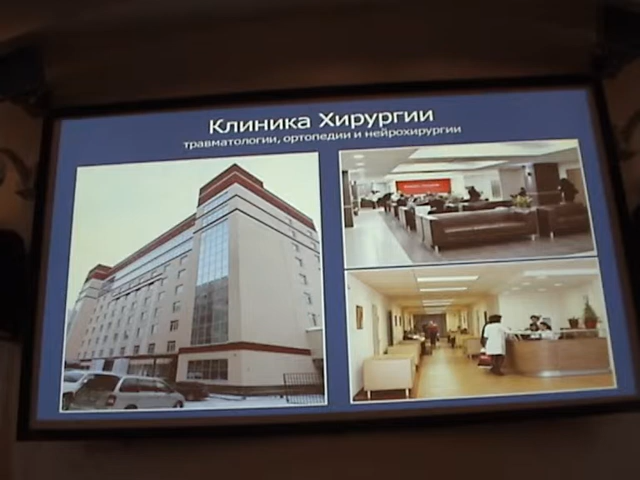 Клиника Хирургии
травматологии, ортопедии и нейрохирургии